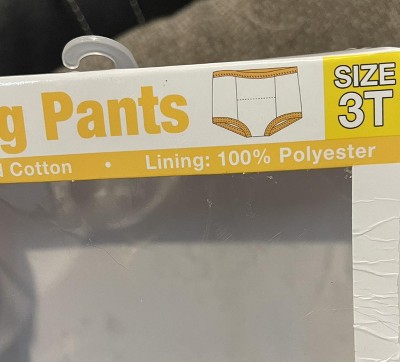 g Pants
SIZE
3T
Cotton • Lining: 100% Polyester